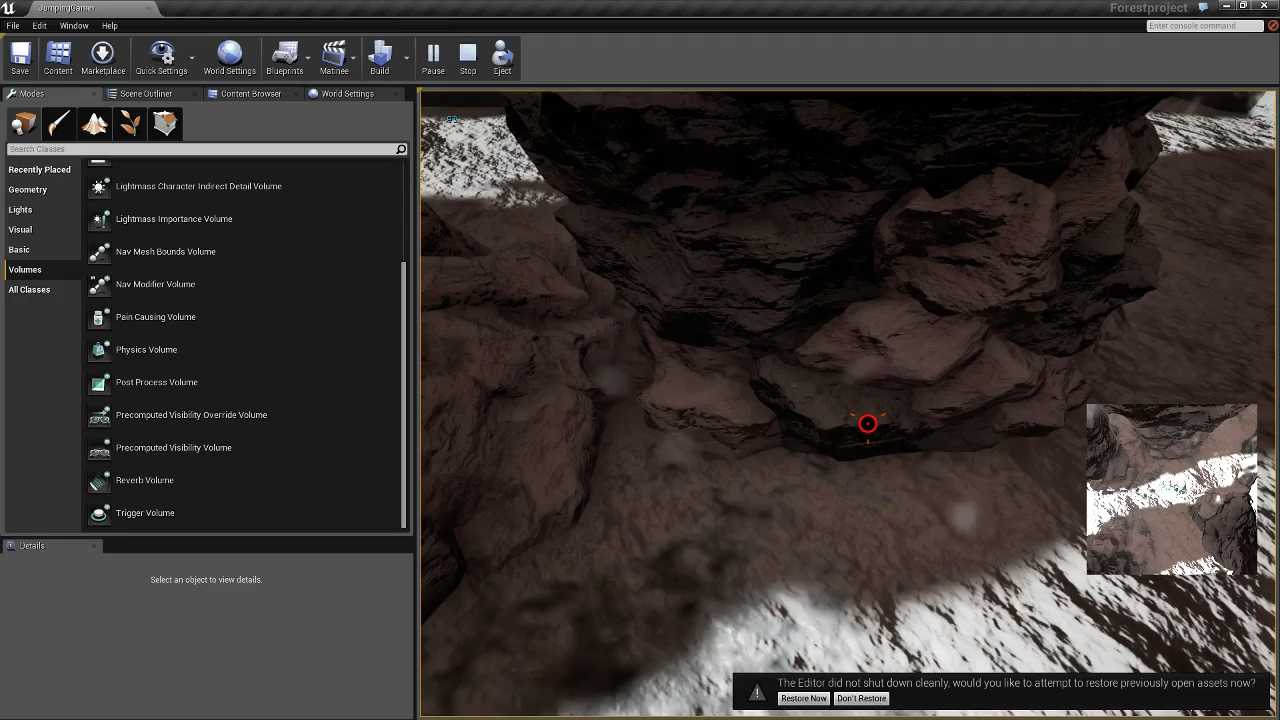 JumpingGame*
Forestproject
File Edit Window Help
Enter console command
Save Content Marketplace Quick Settings World Settings Blueprints Matinee Build Pause Stop Eject
Modes Scene Outliner Content Browser World Settings
Search Classes
Recently Placed
Geometry
Lights
Visual
Basic
Volumes
All Classes
Lightmass Character Indirect Detail Volume
Lightmass Importance Volume
Nav Mesh Bounds Volume
Nav Modifier Volume
Pain Causing Volume
Physics Volume
Post Process Volume
Precomputed Visibility Override Volume
Precomputed Visibility Volume
Reverb Volume
Trigger Volume
Details
Select an object to view details.
The Editor did not shut down cleanly, would you like to attempt to restore previously open assets now?
Restore Now Don't Restore